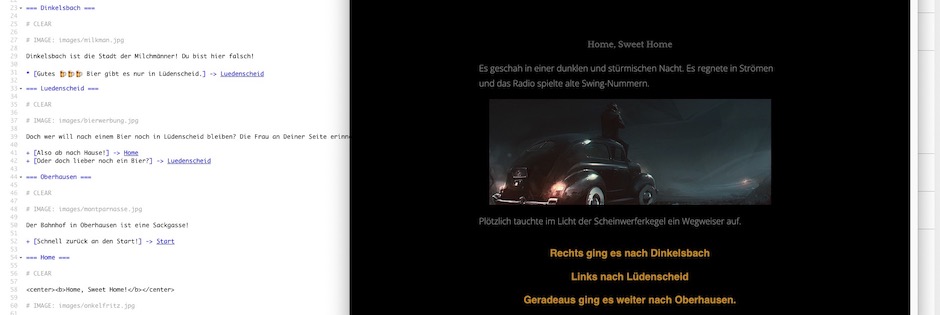 23 === Dinkelsbach ===
24
25 # CLEAR
26
27 # IMAGE: images/milkman.jpg
28
29 Dinkelsbach ist die Stadt der Milchmänner! Du bist hier falsch!
30
31 * [Gutes 🍺🍺🍺 Bier gibt es nur in Lüdenscheid.] -> Luedenscheid
32
33 === Luedenscheid ===
34
35 # CLEAR
36
37 # IMAGE: images/bierwerbung.jpg
38
39 Doch wer will nach einem Bier noch in Lüdenscheid bleiben? Die Frau an Deiner Seite erinne
40
41 + [Also ab nach Hause!] -> Home
42 + [Oder doch lieber noch ein Bier?] -> Luedenscheid
43
44 === Oberhausen ===
45
46 # CLEAR
47
48 # IMAGE: images/montparnasse.jpg
49
50 Der Bahnhof in Oberhausen ist eine Sackgasse!
51
52 + [Schnell zurück an den Start!] -> Start
53
54 === Home ===
55
56 # CLEAR
57
58 <center><b>Home, Sweet Home!</b></center>
59
60 # IMAGE: images/onkelfritz.jpg
61
Home, Sweet Home
Es geschah in einer dunklen und stürmischen Nacht. Es regnete in Strömen
und das Radio spielte alte Swing-Nummern.
Plötzlich tauchte im Licht der Scheinwerferkegel ein Wegweiser auf.
Rechts ging es nach Dinkelsbach
Links nach Lüdenscheid
Geradeaus ging es weiter nach Oberhausen.